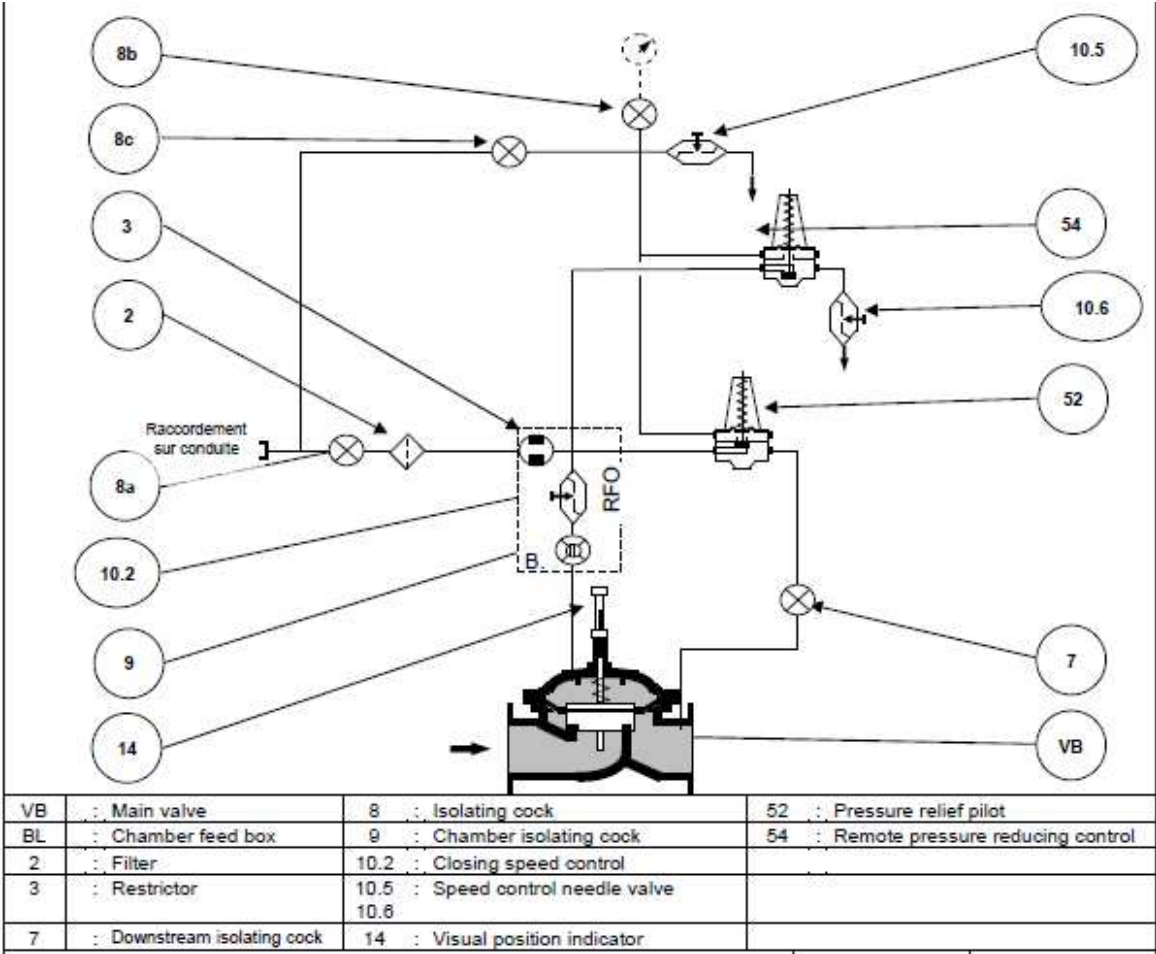 8b
10.5
8c
3
54
2
10.6
52
Raccordement
sur conduite
8a
RFO
B.
10.2
9
7
14
VB
VB : Main valve 8 : Isolating cock 52 : Pressure relief pilot
BL : Chamber feed box 9 : Chamber isolating cock 54 : Remote pressure reducing control
2 : Filter 10.2 : Closing speed control
3 : Restrictor 10.5 : Speed control needle valve
10.6
7 : Downstream isolating cock 14 : Visual position indicator